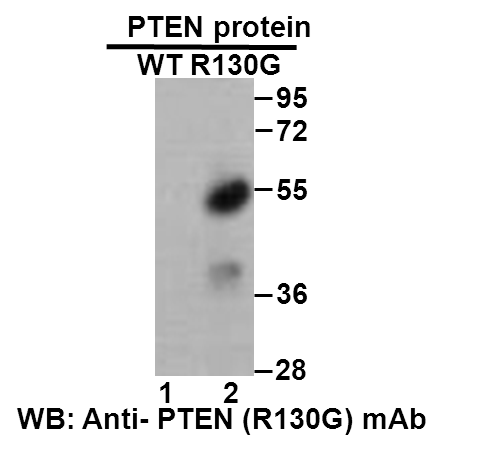 PTEN protein
WT R130G
–95
–72
–55
–36
–28
1 2
WB: Anti- PTEN (R130G) mAb